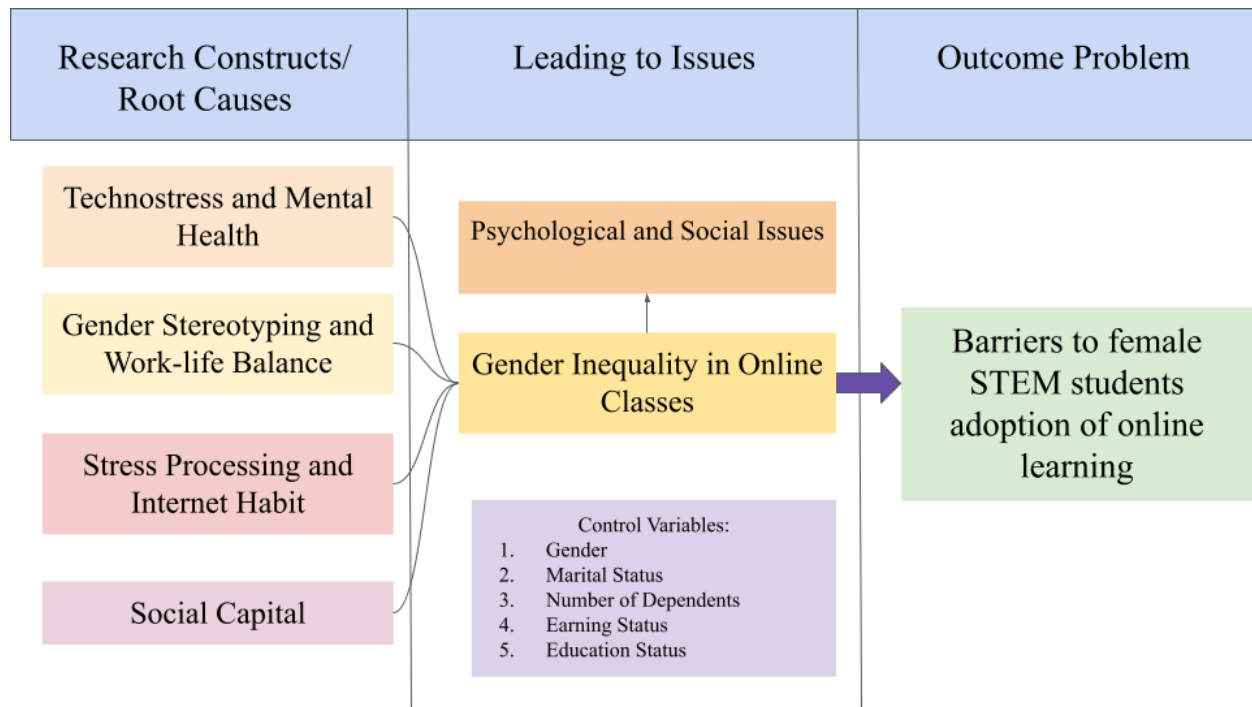 Research Constructs/
Root Causes
Leading to Issues
Outcome Problem
Technostress and Mental
Health
Gender Stereotyping and
Work-life Balance
Stress Processing and
Internet Habit
Social Capital
Psychological and Social Issues
Gender Inequality in Online
Classes
Control Variables:
1. Gender
2. Marital Status
3. Number of Dependents
4. Earning Status
5. Education Status
Barriers to female
STEM students
adoption of online
learning